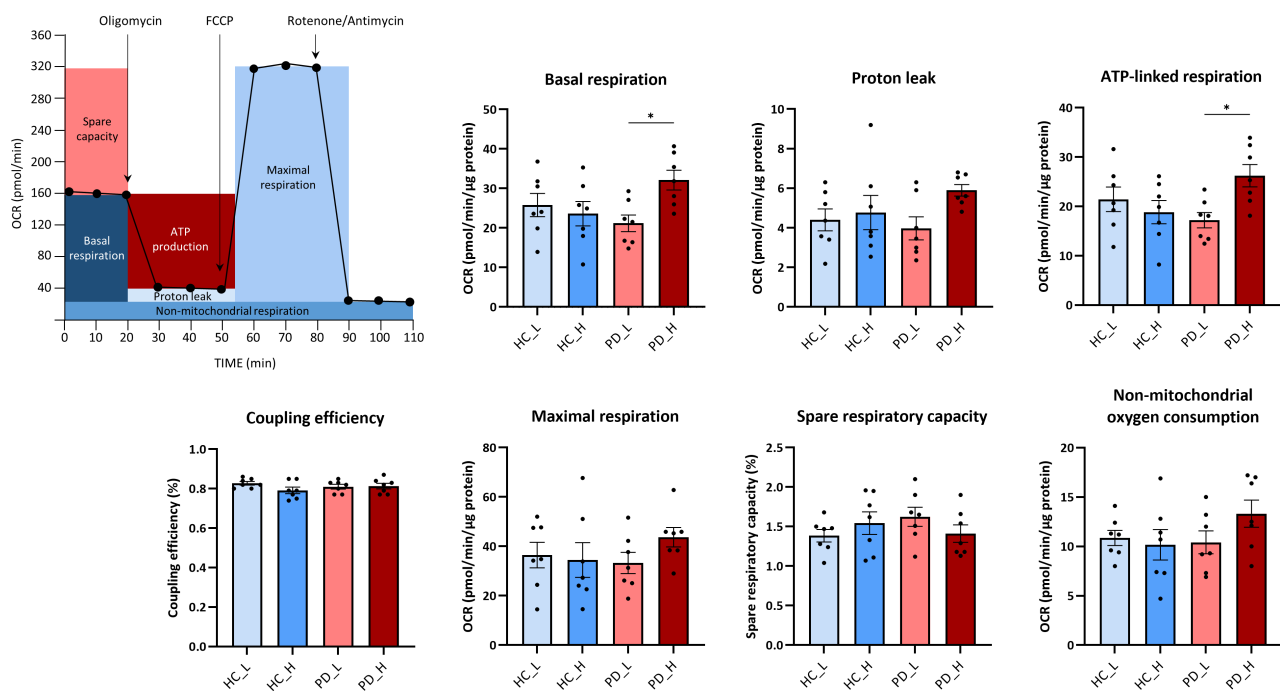 Oligomycin
FCCP
Rotenone/Antimycin
OCR (pmol/min)
360
320
280
240
200
160
120
80
40
Spare
capacity
Basal
respiration
ATP
production
Proton leak
Non-mitochondrial respiration
Maximal
respiration
0 10 20 30 40 50 60 70 80 90 100 110
TIME (min)
Basal respiration
OCR (pmol/min/µg protein)
50
40
30
20
10
0
*
HC_L HC_H PD_L PD_H
Proton leak
OCR (pmol/min/µg protein)
10
8
6
4
2
0
HC_L HC_H PD_L PD_H
ATP-linked respiration
OCR (pmol/min/µg protein)
40
30
20
10
0
*
HC_L HC_H PD_L PD_H
Coupling efficiency
Coupling efficiency (%)
1.0
0.8
0.6
0.4
0.2
0.0
HC_L HC_H PD_L PD_H
Maximal respiration
OCR (pmol/min/µg protein)
80
60
40
20
0
HC_L HC_H PD_L PD_H
Spare respiratory capacity
Spare respiratory capacity (%)
2.5
2.0
1.5
1.0
0.5
0.0
HC_L HC_H PD_L PD_H
Non-mitochondrial
oxygen consumption
OCR (pmol/min/µg protein)
20
15
10
5
0
HC_L HC_H PD_L PD_H